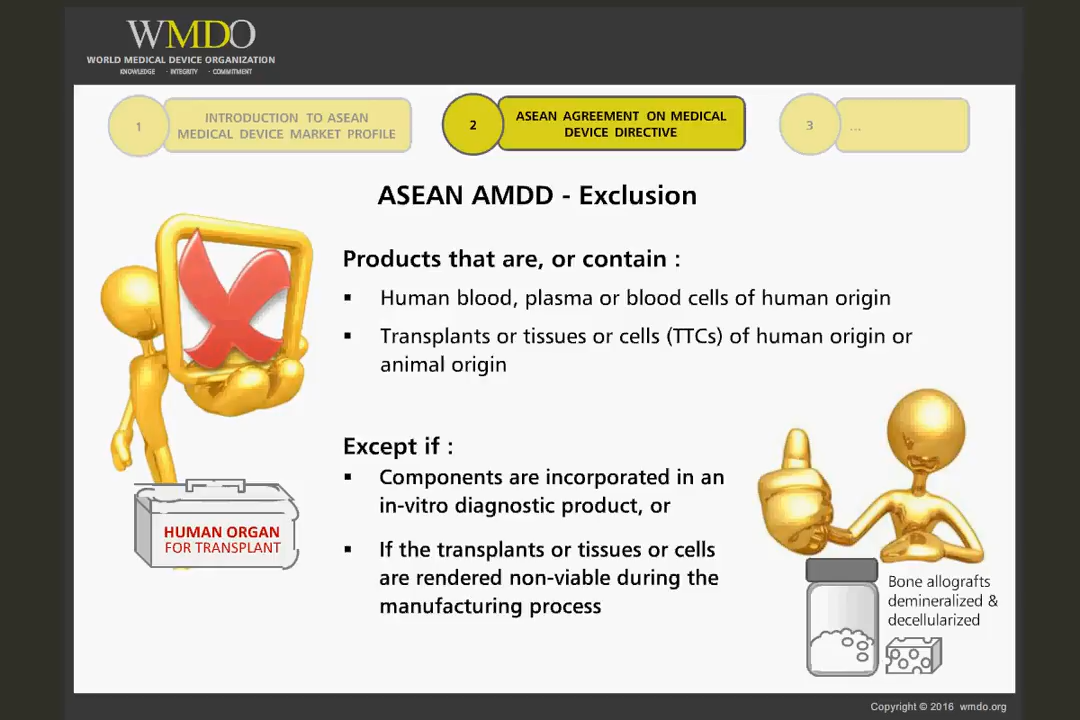 WMDO
WORLD MEDICAL DEVICE ORGANIZATION
KNOWLEDGE · INTEGRITY · COMMITMENT
1
INTRODUCTION TO ASEAN
MEDICAL DEVICE MARKET PROFILE
2
ASEAN AGREEMENT ON MEDICAL
DEVICE DIRECTIVE
3
...
ASEAN AMDD - Exclusion
Products that are, or contain :
▪ Human blood, plasma or blood cells of human origin
▪ Transplants or tissues or cells (TTCs) of human origin or
animal origin
Except if :
▪ Components are incorporated in an
in-vitro diagnostic product, or
▪ If the transplants or tissues or cells
are rendered non-viable during the
manufacturing process
HUMAN ORGAN
FOR TRANSPLANT
Bone allografts
demineralized &
decellularized
Copyright © 2016 wmdo.org